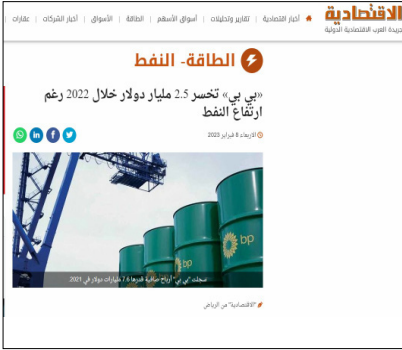 الاقتصادية
جريدة العرب الاقتصادية الدولية
أخبار اقتصادية | تقارير وتحليلات | أسواق الأسهم | الطاقة | الأسواق | أخبار الشركات | عقارات
الطاقة- النفط
«بي بي» تخسر 2.5 مليار دولار خلال 2022 رغم
ارتفاع النفط
الاربعاء 8 فبراير 2023
bp
bp
سجلت "بي بي" أرباح صافية قدرها 7.6 مليارات دولار في 2021.
"الاقتصادية" من الرياض